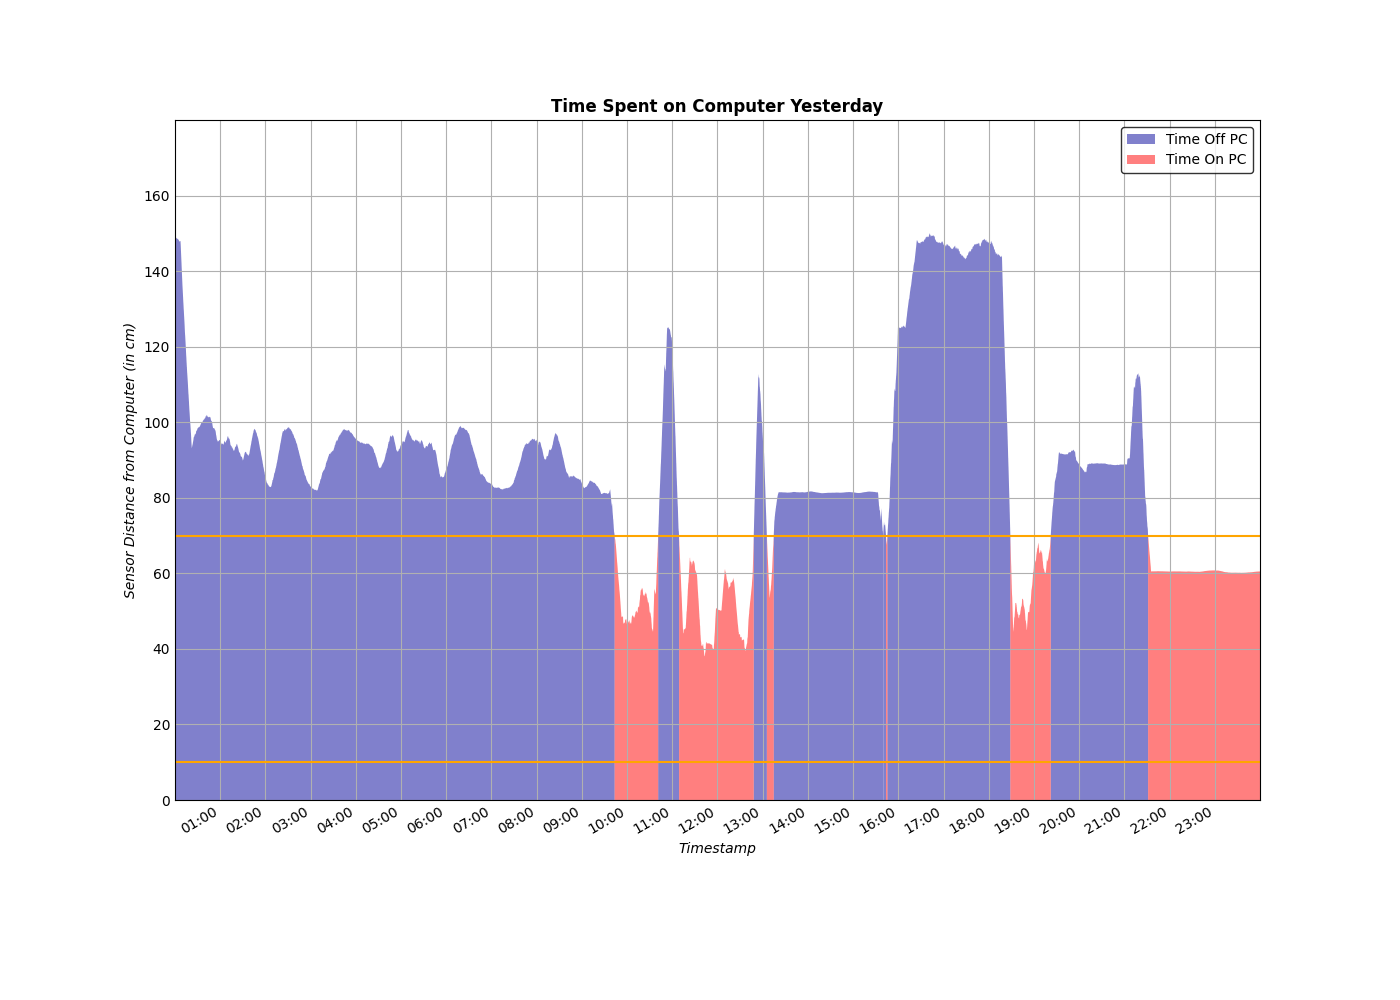 Time Spent on Computer Yesterday
Time Off PC
Time On PC
160
140
120
100
80
60
40
20
0
Sensor Distance from Computer (in cm)
01:00 02:00 03:00 04:00 05:00 06:00 07:00 08:00 09:00 10:00 11:00 12:00 13:00 14:00 15:00 16:00 17:00 18:00 19:00 20:00 21:00 22:00 23:00
Timestamp